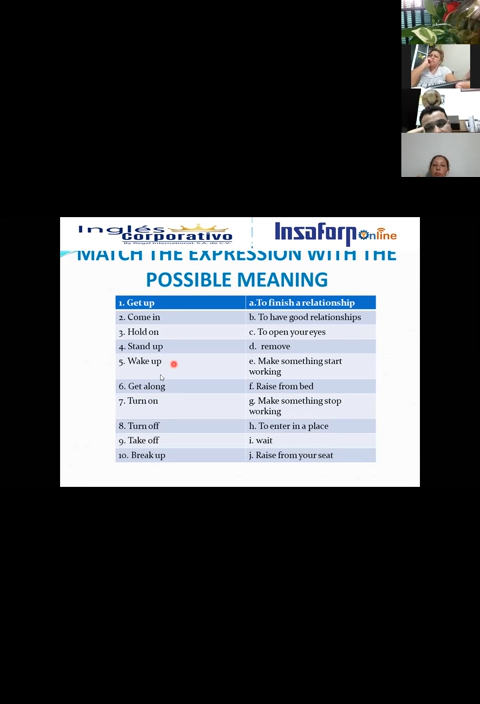 Inglés
Corporativo
Insaforp Online
MATCH THE EXPRESSION WITH THE
POSSIBLE MEANING
1. Get up a.To finish a relationship
2. Come in b. To have good relationships
3. Hold on c. To open your eyes
4. Stand up d. remove
5. Wake up e. Make something start
working
6. Get along f. Raise from bed
7. Turn on g. Make something stop
working
8. Turn off h. To enter in a place
9. Take off i. wait
10. Break up j. Raise from your seat